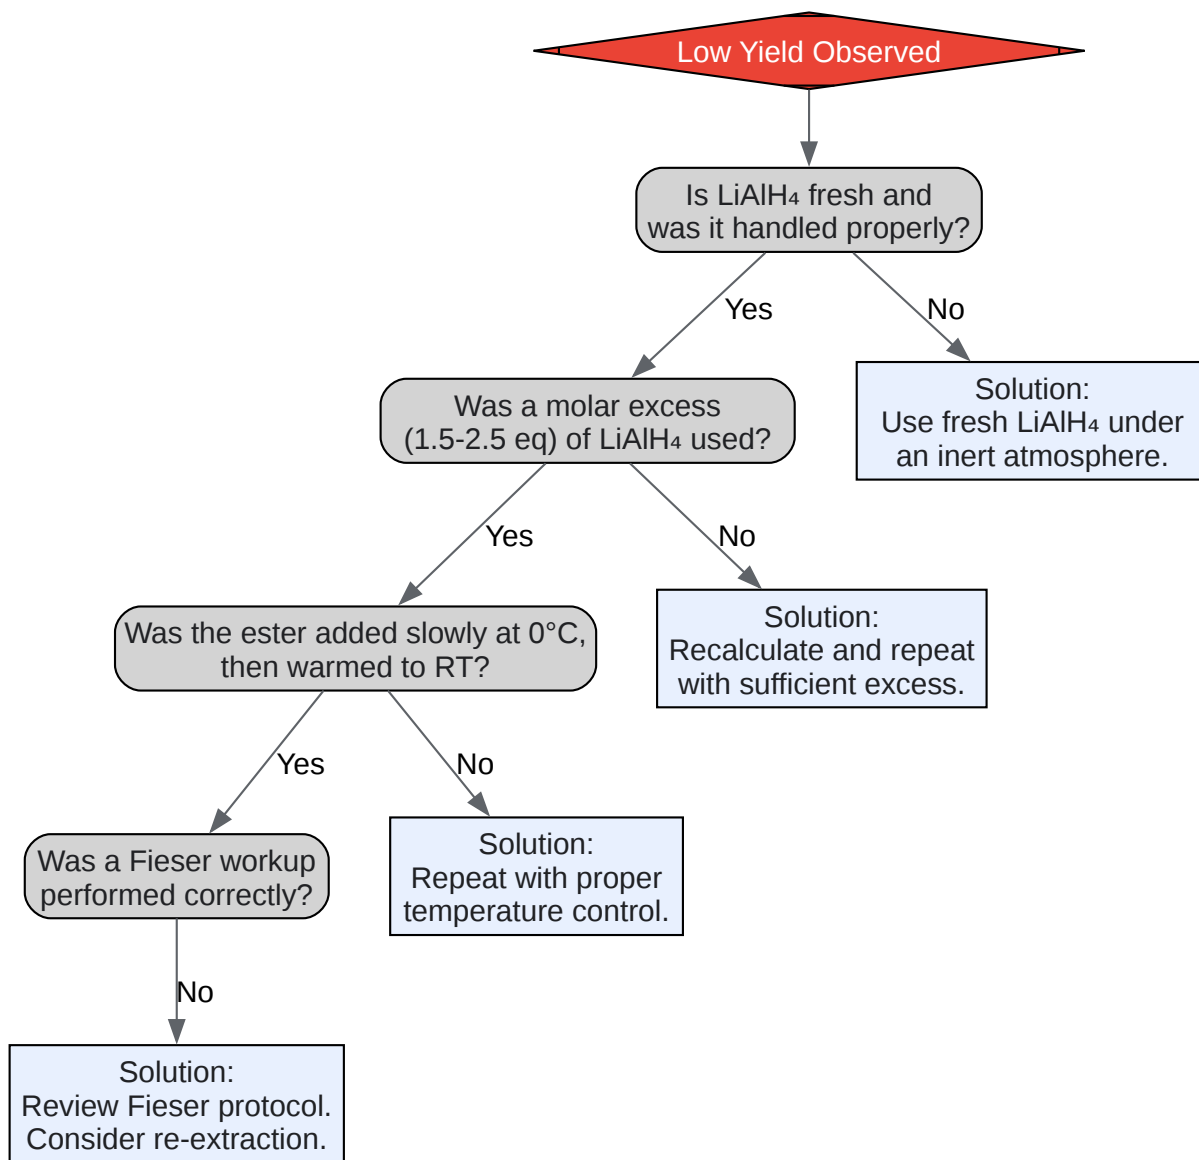 Low Yield Observed
Is LiAlH₄ fresh and
was it handled properly?
Yes
No
Was a molar excess
(1.5-2.5 eq) of LiAlH₄ used?
Solution:
Use fresh LiAlH₄ under
an inert atmosphere.
Yes
No
Was the ester added slowly at 0°C,
then warmed to RT?
Solution:
Recalculate and repeat
with sufficient excess.
Yes
No
Was a Fieser workup
performed correctly?
Solution:
Repeat with proper
temperature control.
No
Solution:
Review Fieser protocol.
Consider re-extraction.